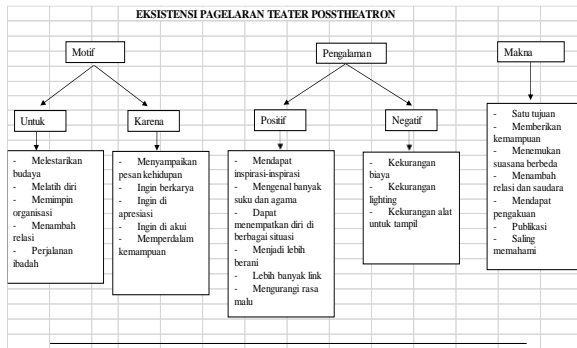 EKSISTENSI PAGELARAN TEATER POSSTHEATRON
Motif
Pengalaman
Makna
Untuk
Karena
Positif
Negatif
- Melestarikan
budaya
- Melatih diri
- Memimpin
organisasi
- Menambah
relasi
- Perjalanan
ibadah
- Menyampaikan
pesan kehidupan
- Ingin berkarya
- Ingin di
apresiasi
- Ingin di akui
- Memperdalam
kemampuan
- Mendapat
inspirasi-inspirasi
- Mengenal banyak
suku dan agama
- Dapat
menempatkan diri di
berbagai situasi
- Menjadi lebih
berani
- Lebih banyak link
- Mengurangi rasa
malu
- Kekurangan
biaya
- Kekurangan
lighting
- Kekurangan alat
untuk tampil
- Satu tujuan
- Memberikan
kemampuan
- Menemukan
suasana berbeda
- Menambah
relasi dan saudara
- Mendapat
pengakuan
- Publikasi
- Saling
memahami